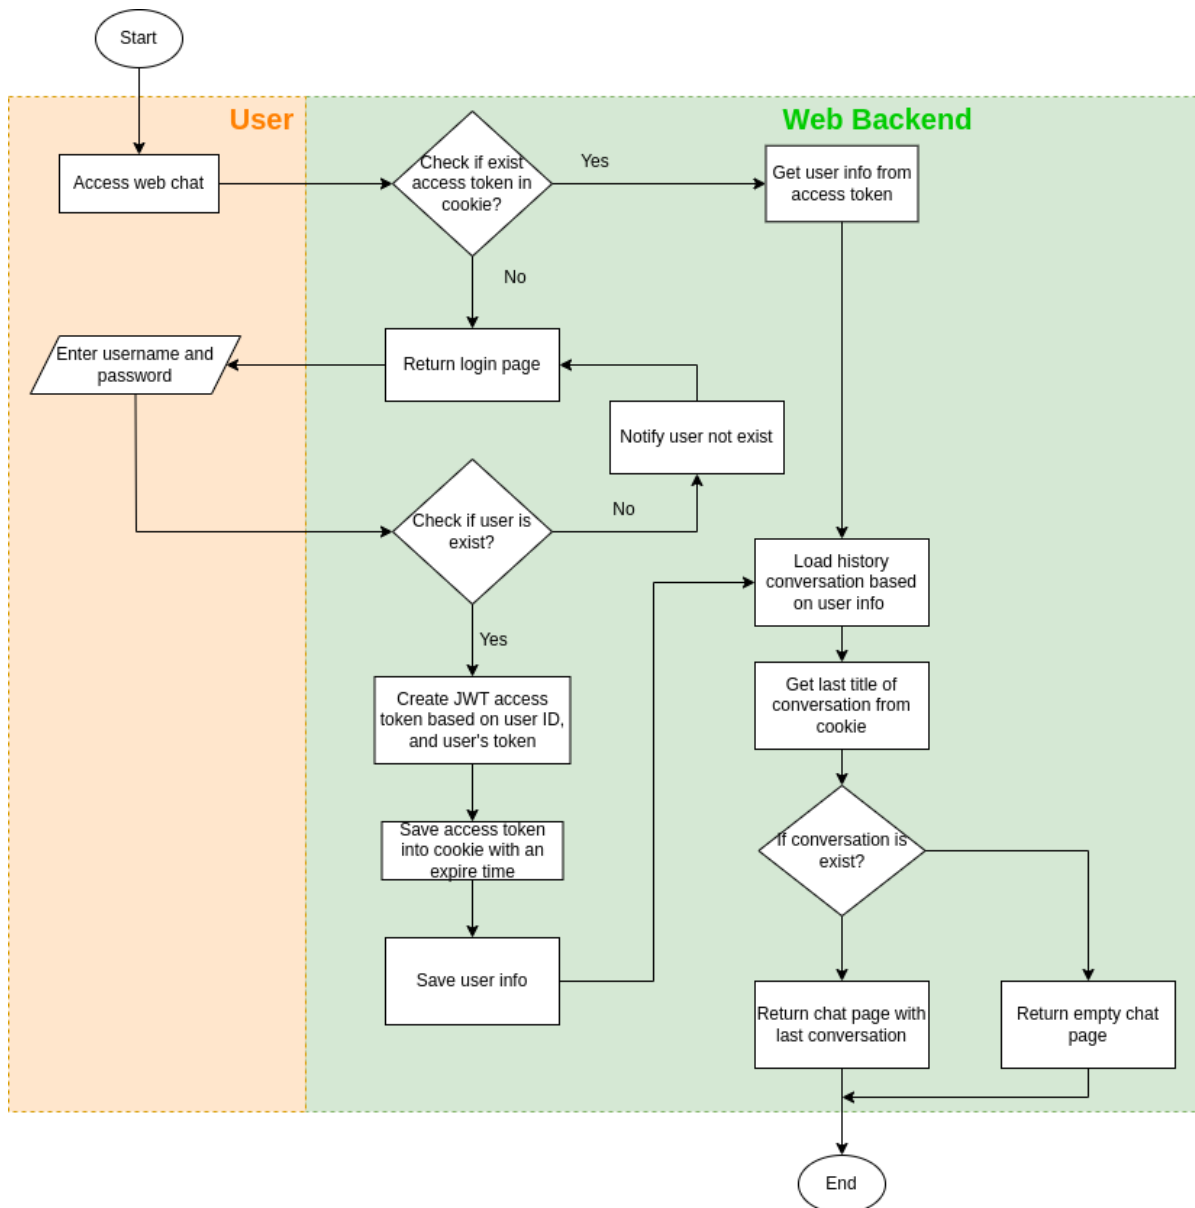 Start
User
Web Backend
Access web chat
Check if exist
access token in
cookie?
Yes
Get user info from
access token
No
Enter username and
password
Return login page
Notify user not exist
Check if user is
exist?
No
Load history
conversation based
on user info
Yes
Create JWT access
token based on user ID,
and user's token
Get last title of
conversation from
cookie
Save access token
into cookie with an
expire time
If conversation is
exist?
Save user info
Return chat page with
last conversation
Return empty chat
page
End